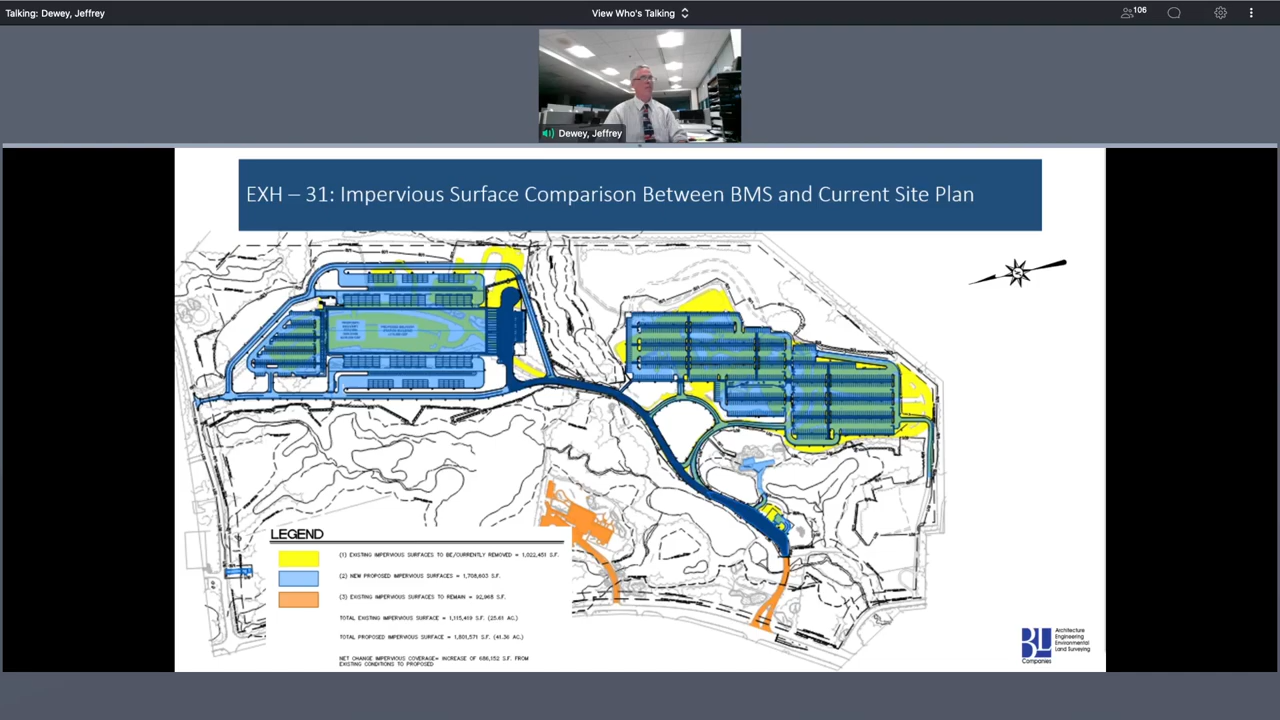 Talking: Dewey, Jeffrey
View Who's Talking
106
Dewey, Jeffrey
EXH – 31: Impervious Surface Comparison Between BMS and Current Site Plan
LEGEND
(1) EXISTING IMPERVIOUS SURFACES TO BE/CURRENTLY REMOVED = 1,022,451 S.F.
(2) NEW PROPOSED IMPERVIOUS SURFACES = 1,708,603 S.F.
(3) EXISTING IMPERVIOUS SURFACES TO REMAIN = 92,968 S.F.
TOTAL EXISTING IMPERVIOUS SURFACE = 1,115,419 S.F. (25.61 AC.)
TOTAL PROPOSED IMPERVIOUS SURFACE = 1,801,571 S.F. (41.36 AC.)
NET CHANGE IMPERVIOUS COVERAGE= INCREASE OF 686,152 S.F. FROM
EXISTING CONDITIONS TO PROPOSED
BL
Companies
Architecture
Engineering
Environmental
Land Surveying